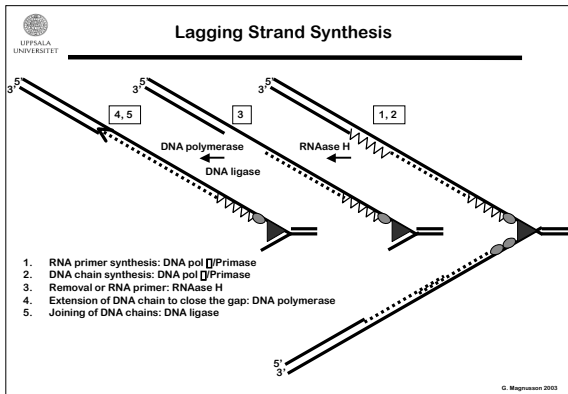 UPPSALA
UNIVERSITET
Lagging Strand Synthesis
5'
3'
4, 5
5'
3'
3
5'
3'
1, 2
DNA polymerase
DNA ligase
RNAase H
1. RNA primer synthesis: DNA pol ▯/Primase
2. DNA chain synthesis: DNA pol ▯/Primase
3. Removal or RNA primer: RNAase H
4. Extension of DNA chain to close the gap: DNA polymerase
5. Joining of DNA chains: DNA ligase
5'
3'
G. Magnusson 2003